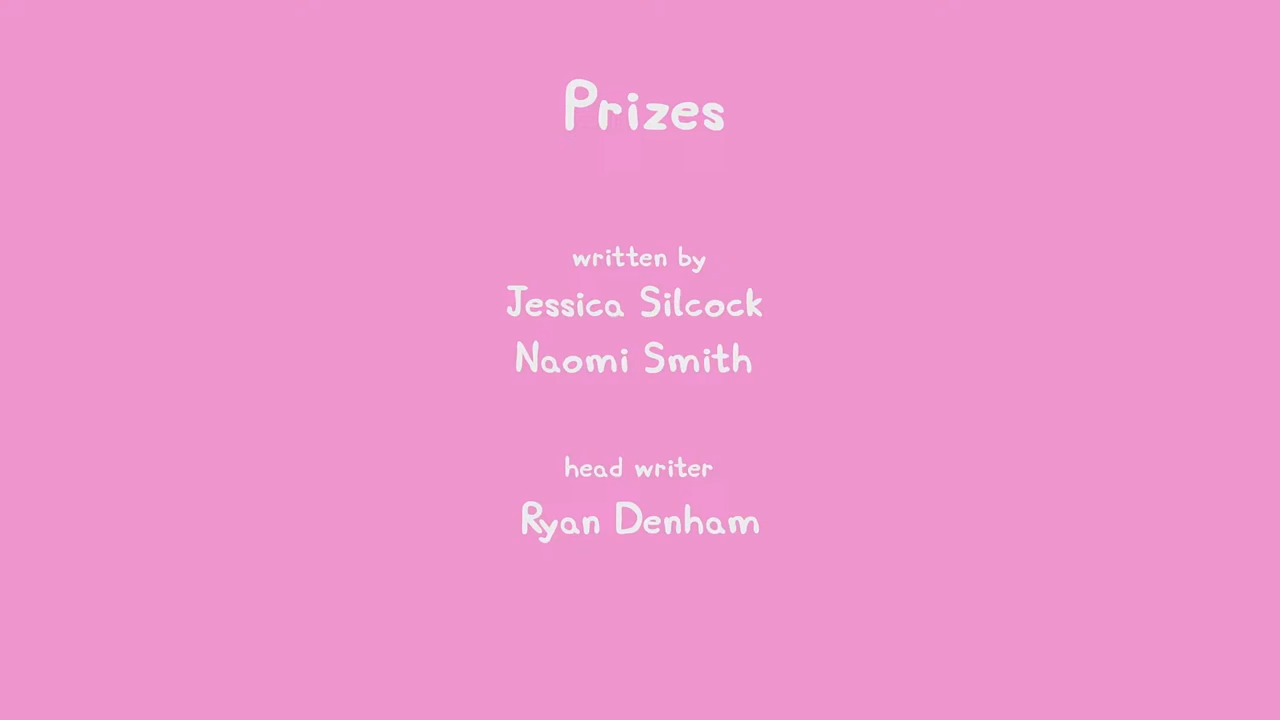 Prizes
written by
Jessica Silcock
Naomi Smith
head writer
Ryan Denham